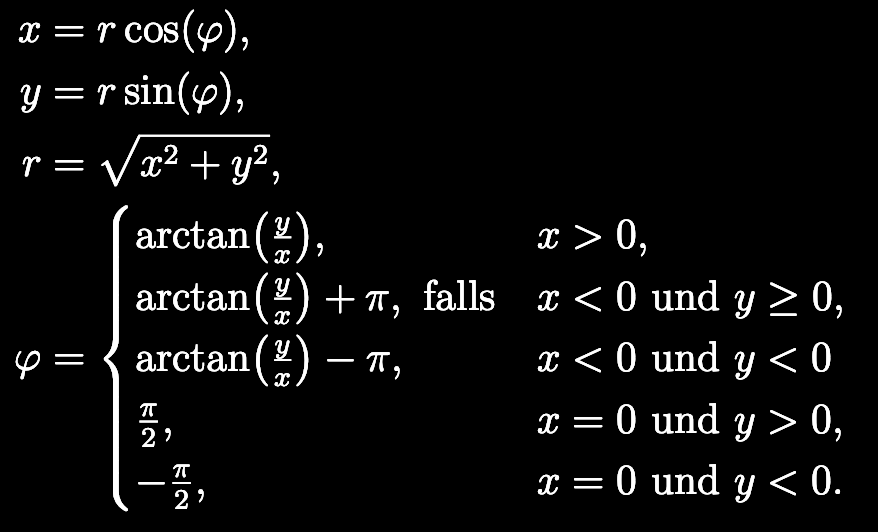 x = r cos(φ),
y = r sin(φ),
r = √(x² + y²),
φ = { arctan(y/x), x > 0,
arctan(y/x) + π, falls x < 0 und y ≥ 0,
arctan(y/x) − π, x < 0 und y < 0
π/2, x = 0 und y > 0,
−π/2, x = 0 und y < 0.